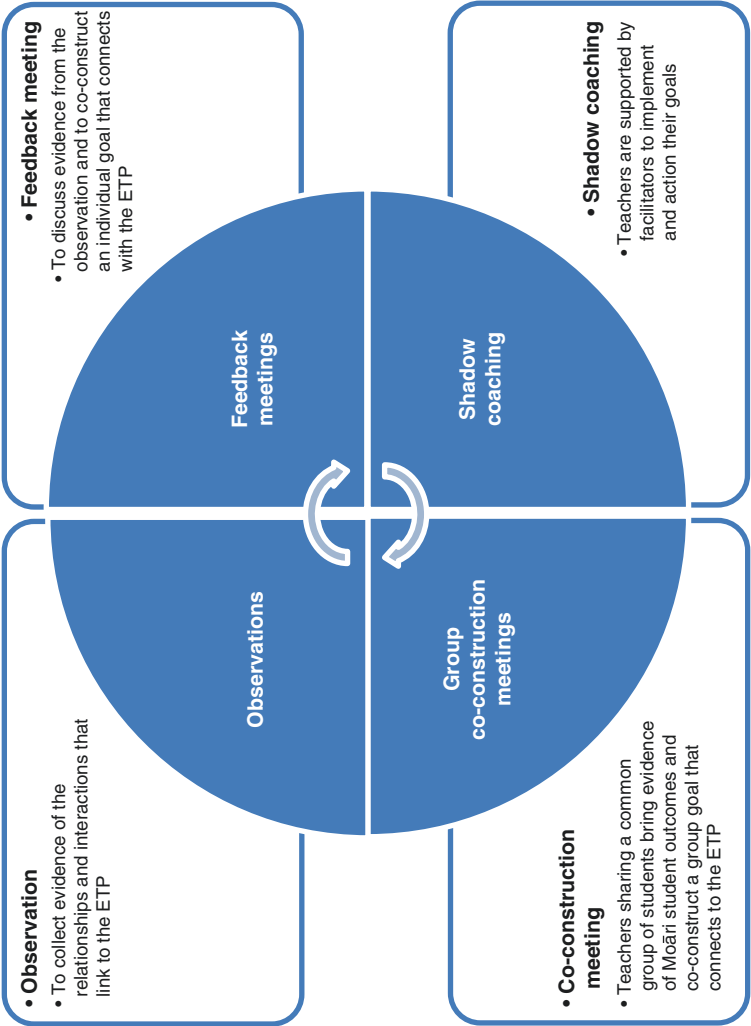 • Observation
• To collect evidence of the
relationships and interactions that
link to the ETP
• Feedback meeting
• To discuss evidence from the
observation and to co-construct
an individual goal that connects
with the ETP
Observations
Feedback
meetings
Group
co-construction
meetings
Shadow
coaching
• Co-construction
meeting
• Teachers sharing a common
group of students bring evidence
of Moāri student outcomes and
co-construct a group goal that
connects to the ETP
• Shadow coaching
• Teachers are supported by
facilitators to implement
and action their goals